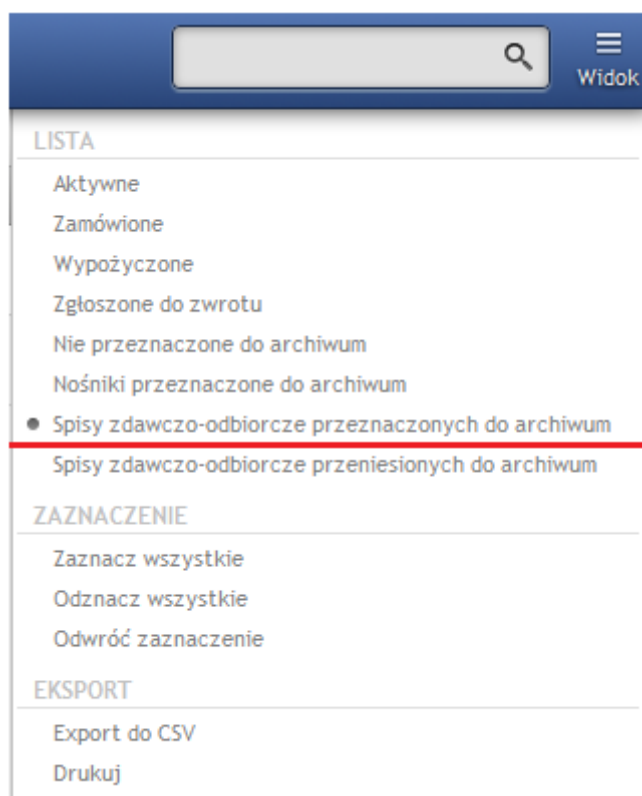 Widok
LISTA
Aktywne
Zamówione
Wypożyczone
Zgłoszone do zwrotu
Nie przeznaczone do archiwum
Nośniki przeznaczone do archiwum
Spisy zdawczo-odbiorcze przeznaczonych do archiwum
Spisy zdawczo-odbiorcze przeniesionych do archiwum
ZAZNACZENIE
Zaznacz wszystkie
Odznacz wszystkie
Odwróć zaznaczenie
EKSPORT
Export do CSV
Drukuj